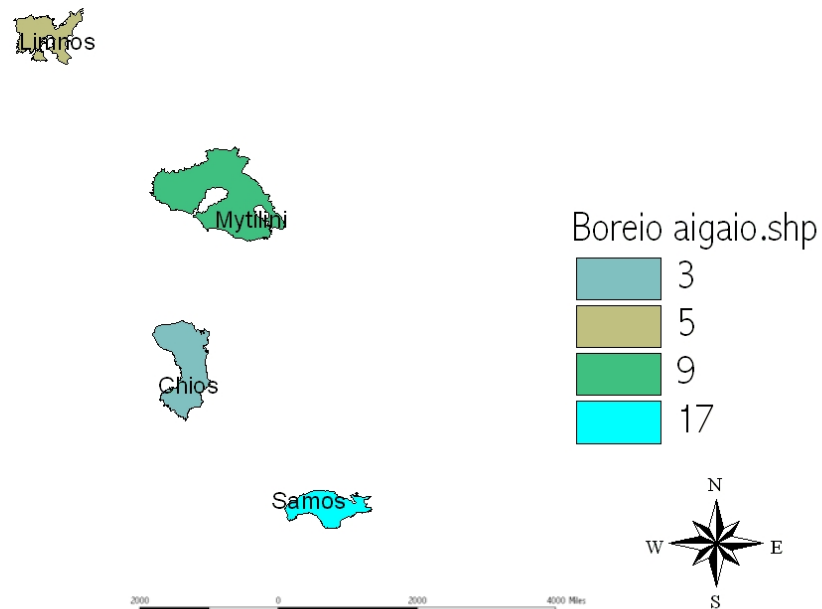 Limnos
Mytilini
Boreio aigaio.shp
3
5
9
17
Chios
Samos
N
W E
S
2000 0 2000 4000 Miles